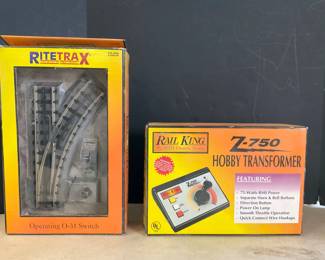 RITETRAX
Operating O-31 Switch
RAIL KING
Z-750
HOBBY TRANSFORMER
FEATURING
75-Watts RMS Power
Separate Horn & Bell Buttons
Direction Button
Power On Lamp
Smooth Throttle Operation
Quick Connect Wire Hookups
Z-750